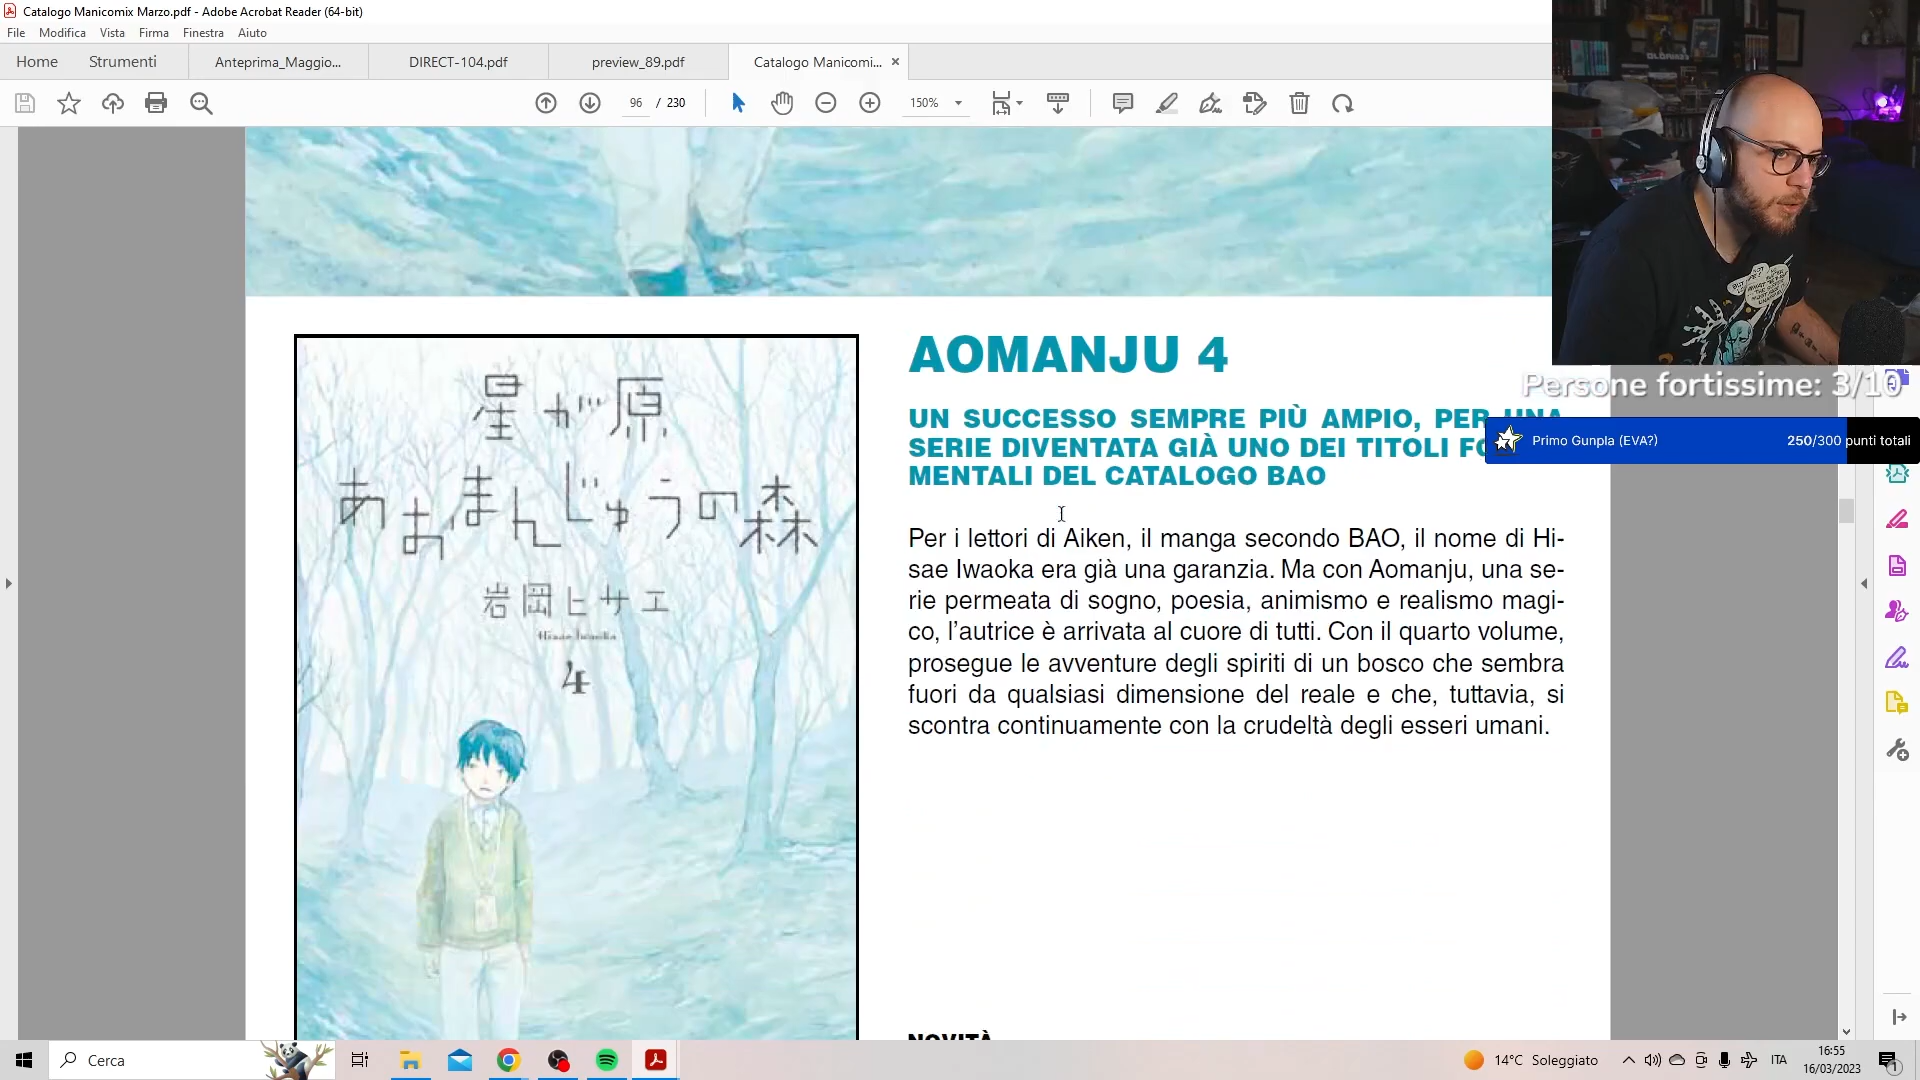 Catalogo Manicomix Marzo.pdf - Adobe Acrobat Reader (64-bit)
File Modifica Vista Firma Finestra Aiuto
Home Strumenti Anteprima_Maggio... DIRECT-104.pdf preview_89.pdf Catalogo Manicomi... ×
96 / 230 150%
AOMANJU 4
Persone fortissime: 3/10
UN SUCCESSO SEMPRE PIÙ AMPIO, PER UNA
SERIE DIVENTATA GIÀ UNO DEI TITOLI
Primo Gunpla (EVA?) 250/300 punti totali
MENTALI DEL CATALOGO BAO
Per i lettori di Aiken, il manga secondo BAO, il nome di Hi-
sae Iwaoka era già una garanzia. Ma con Aomanju, una se-
rie permeata di sogno, poesia, animismo e realismo magi-
co, l'autrice è arrivata al cuore di tutti. Con il quarto volume,
prosegue le avventure degli spiriti di un bosco che sembra
fuori da qualsiasi dimensione del reale e che, tuttavia, si
scontra continuamente con la crudeltà degli esseri umani.
NOVITÀ
星が原
あおまんじゅうの森
岩岡ヒサエ
Hisae Iwaoka
4
Cerca
14°C Soleggiato
ITA
16:55
16/03/2023
1